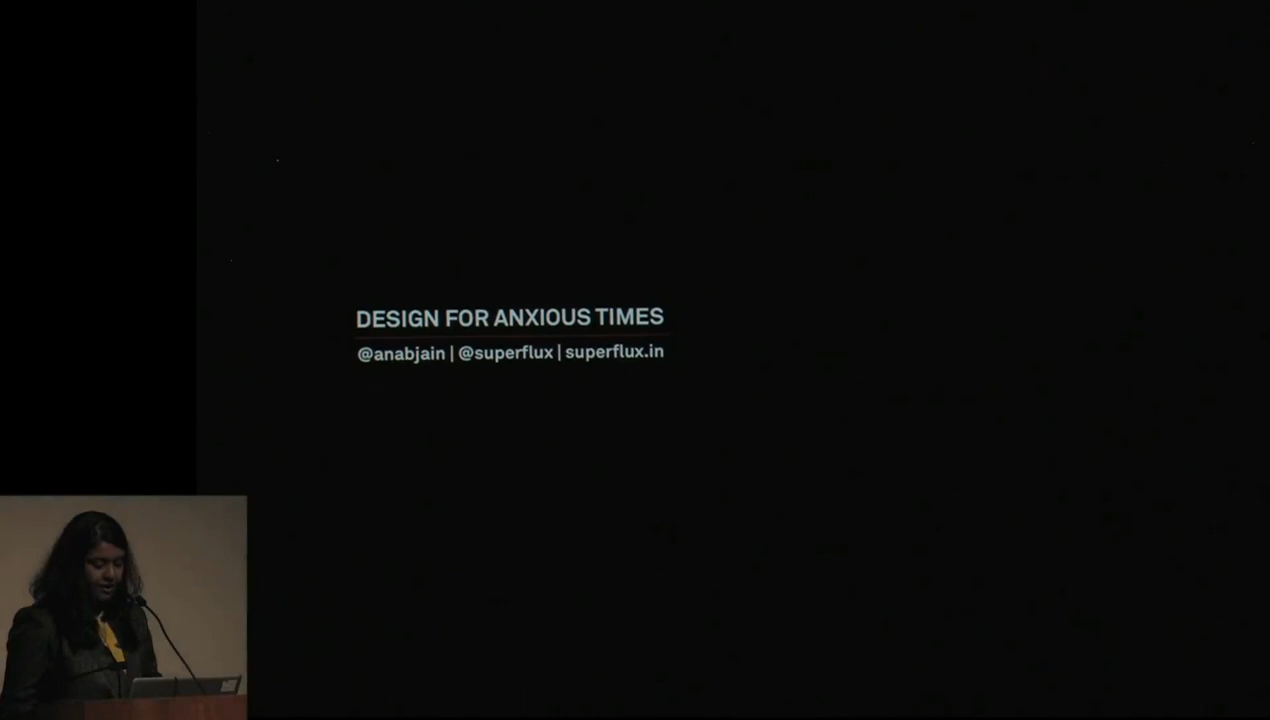 DESIGN FOR ANXIOUS TIMES
@anabjain | @superflux | superflux.in